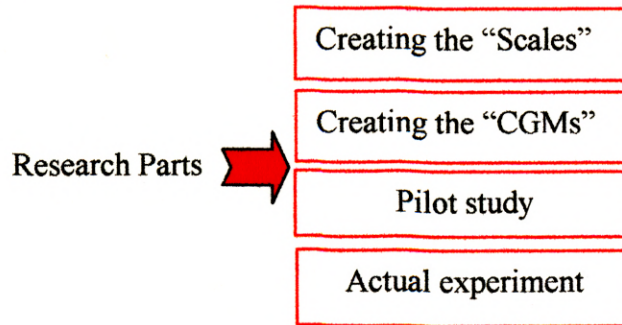 Creating the “Scales”
Creating the “CGMs”
Research Parts
Pilot study
Actual experiment